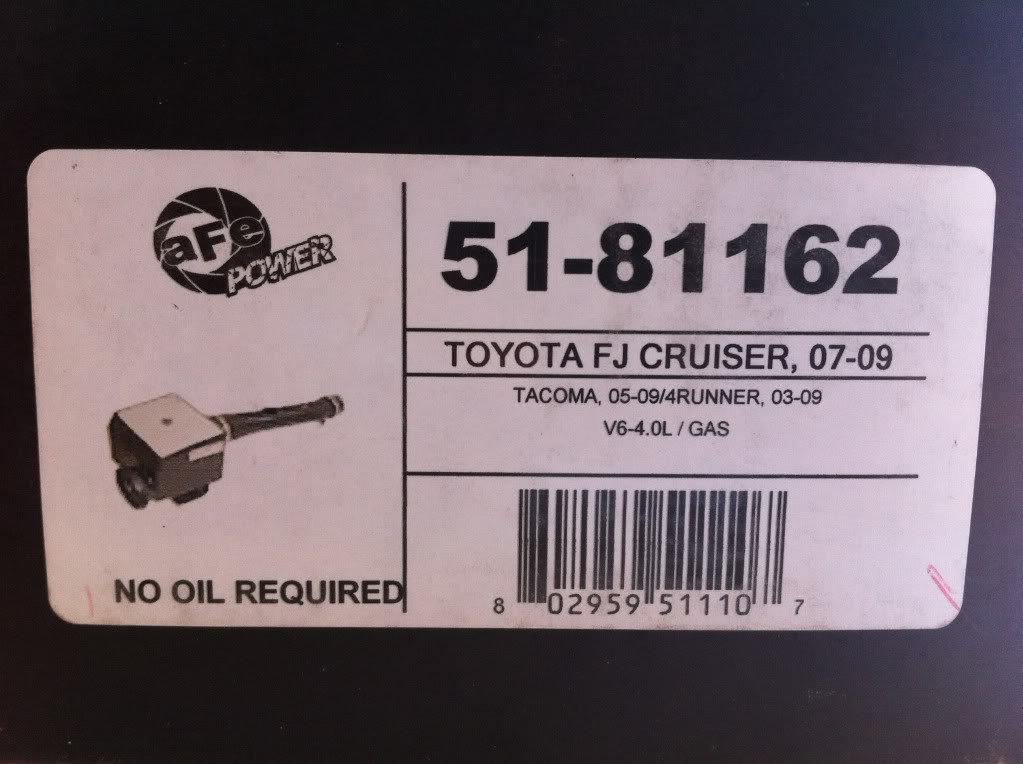 aFe
POWER
51-81162
TOYOTA FJ CRUISER, 07-09
TACOMA, 05-09/4RUNNER, 03-09
V6-4.0L / GAS
NO OIL REQUIRED
8 02959 51110 7